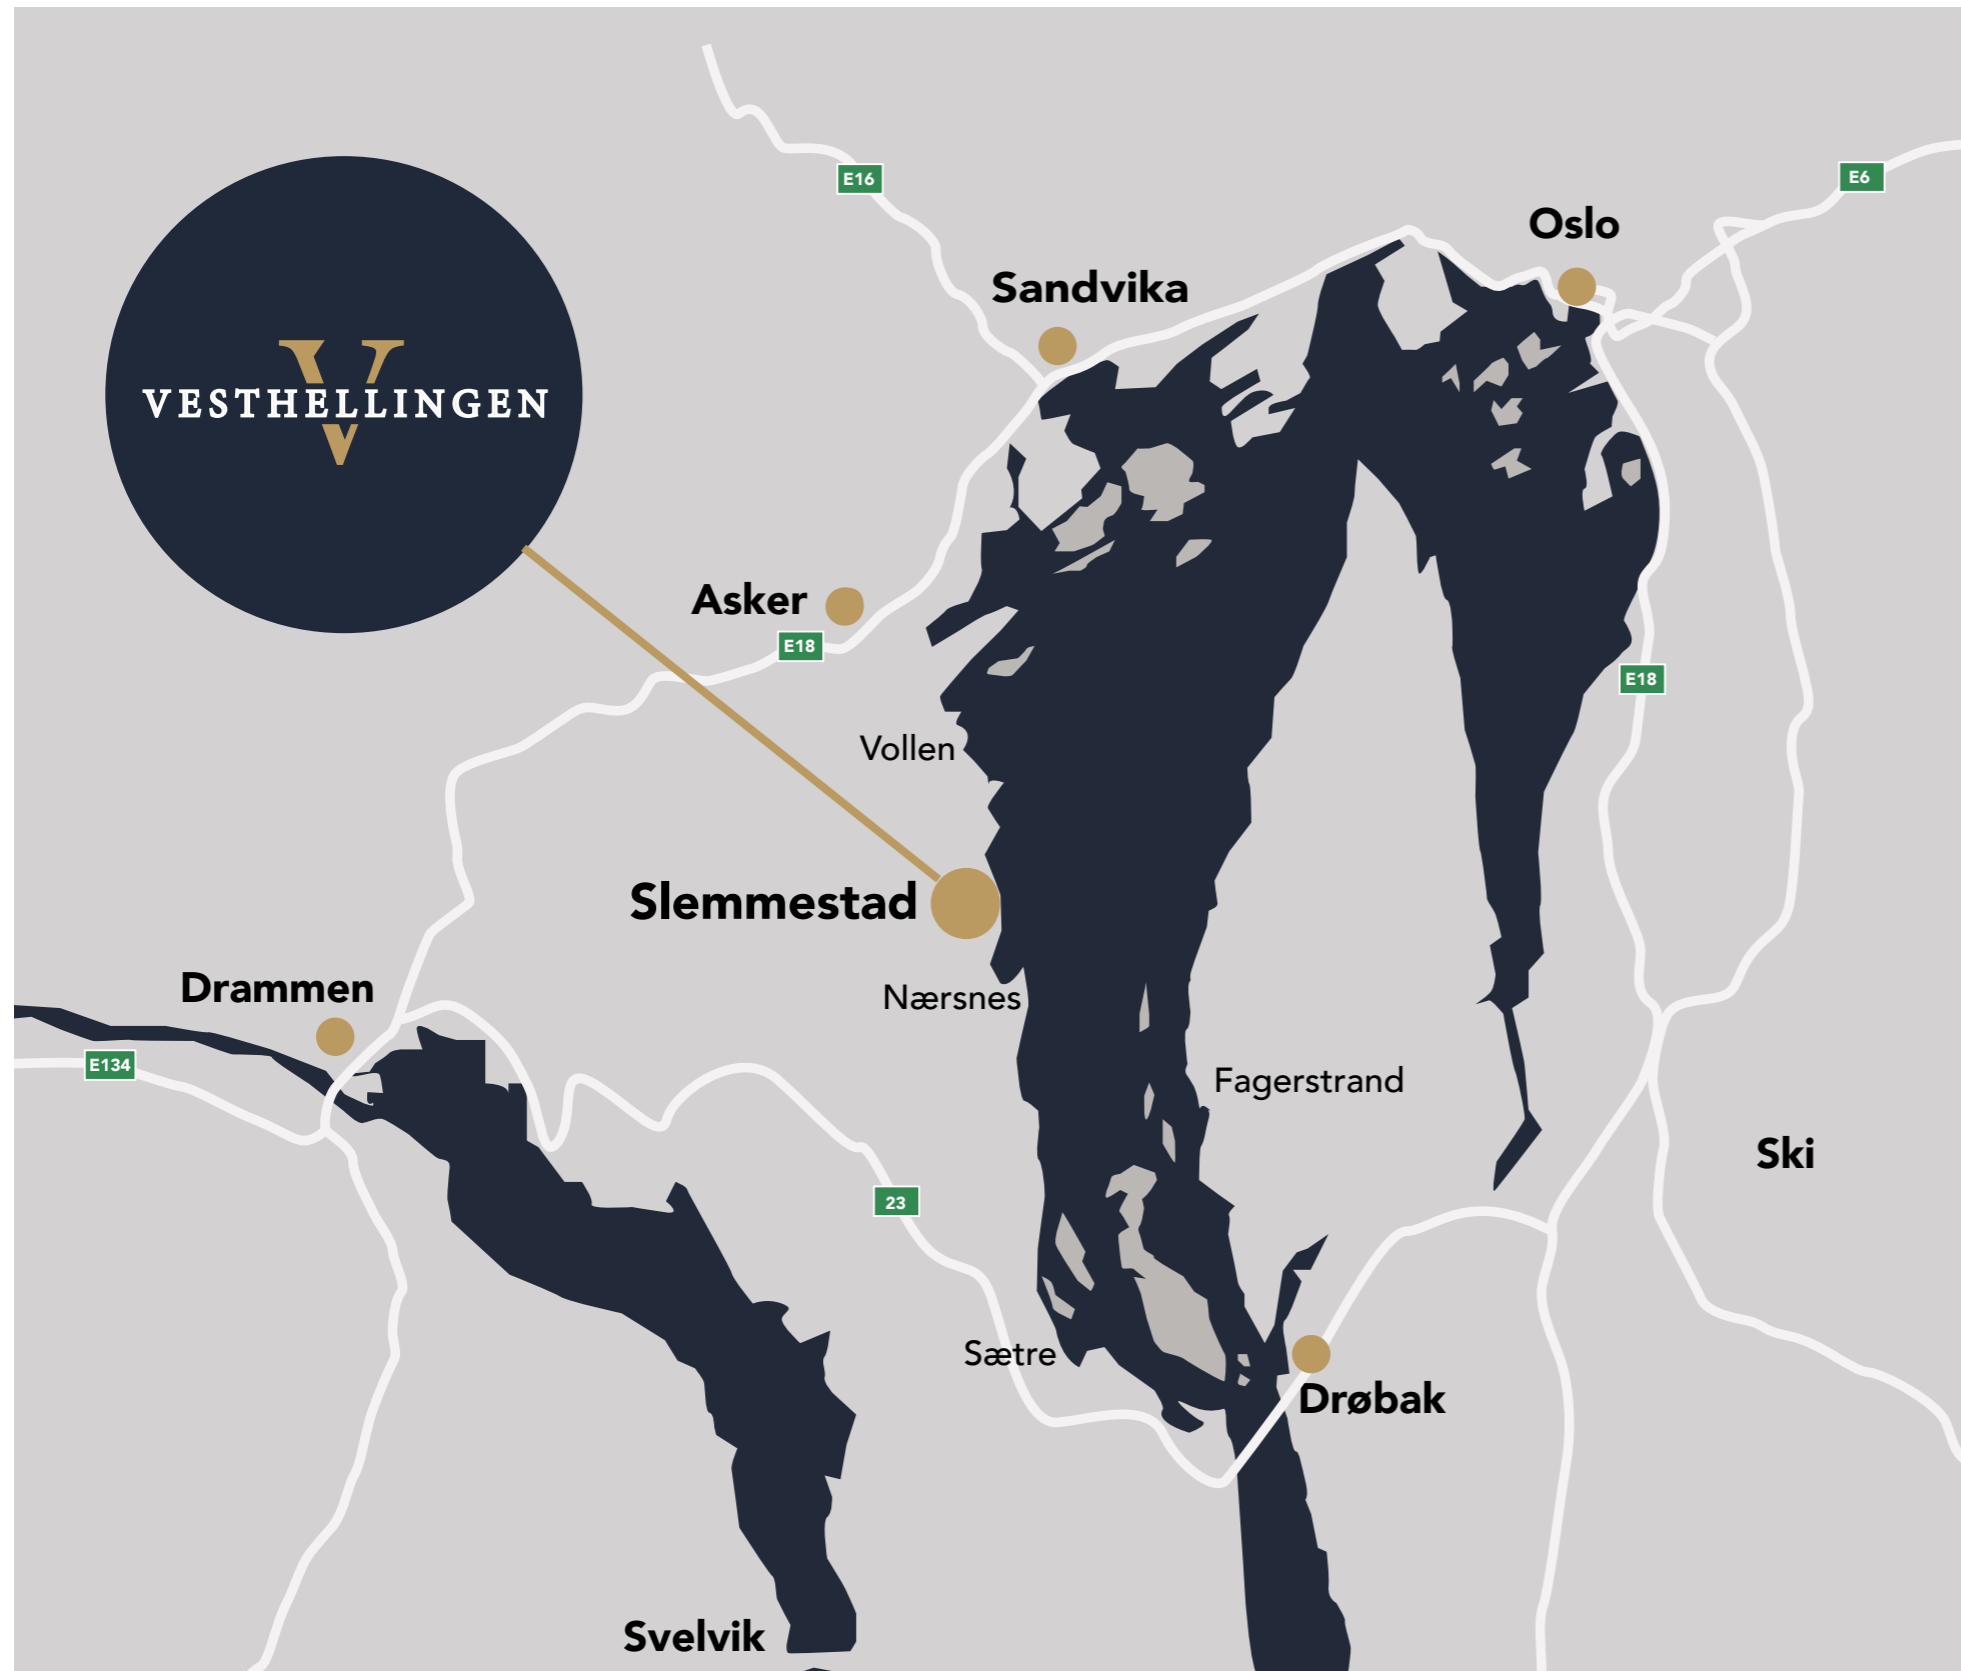 E16
E6
Oslo
Sandvika
V
VESTHELLINGEN
Asker
E18
E18
Vollen
Slemmestad
Drammen
Nærsnes
E134
Fagerstrand
Ski
23
Sætre
Drøbak
Svelvik